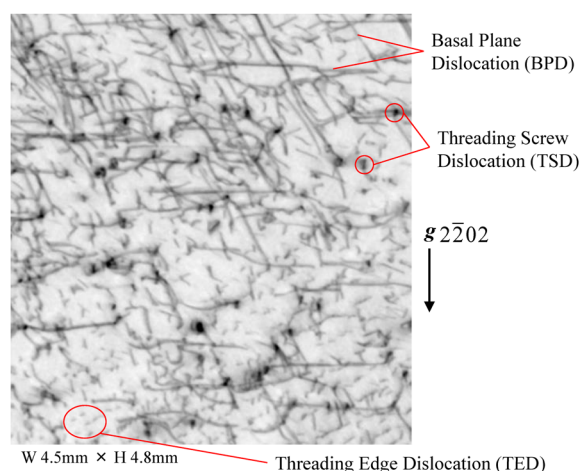 Basal Plane
Dislocation (BPD)
Threading Screw
Dislocation (TSD)
g 22̅02
W 4.5mm × H 4.8mm
Threading Edge Dislocation (TED)